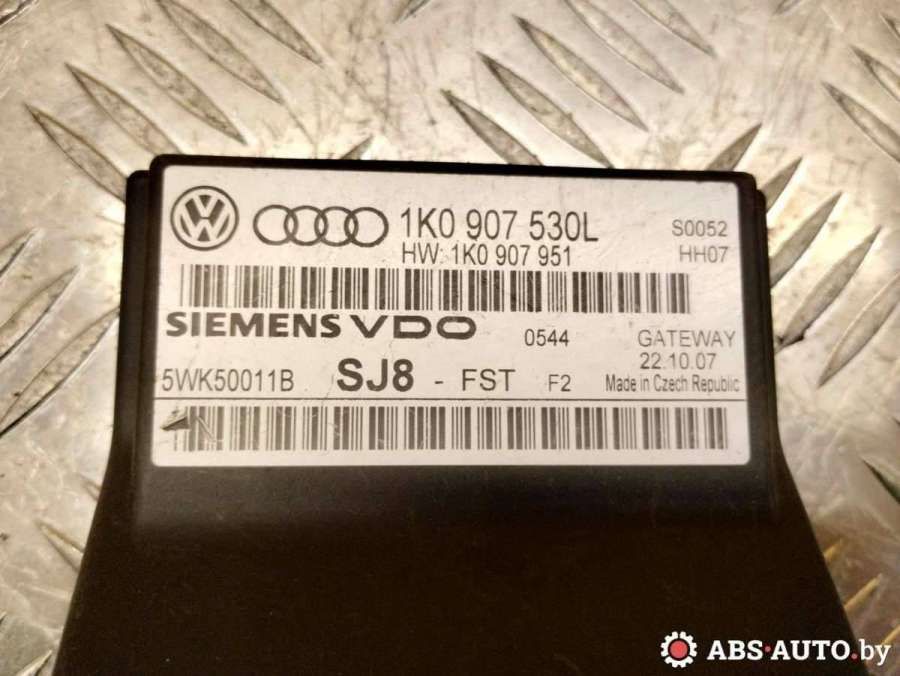 1K0 907 530L S0052
HW: 1K0 907 951 HH07
SIEMENS VDO 0544 GATEWAY
22.10.07
5WK50011B SJ8 - FST F2 Made in Czech Republic
ABS-AUTO.by